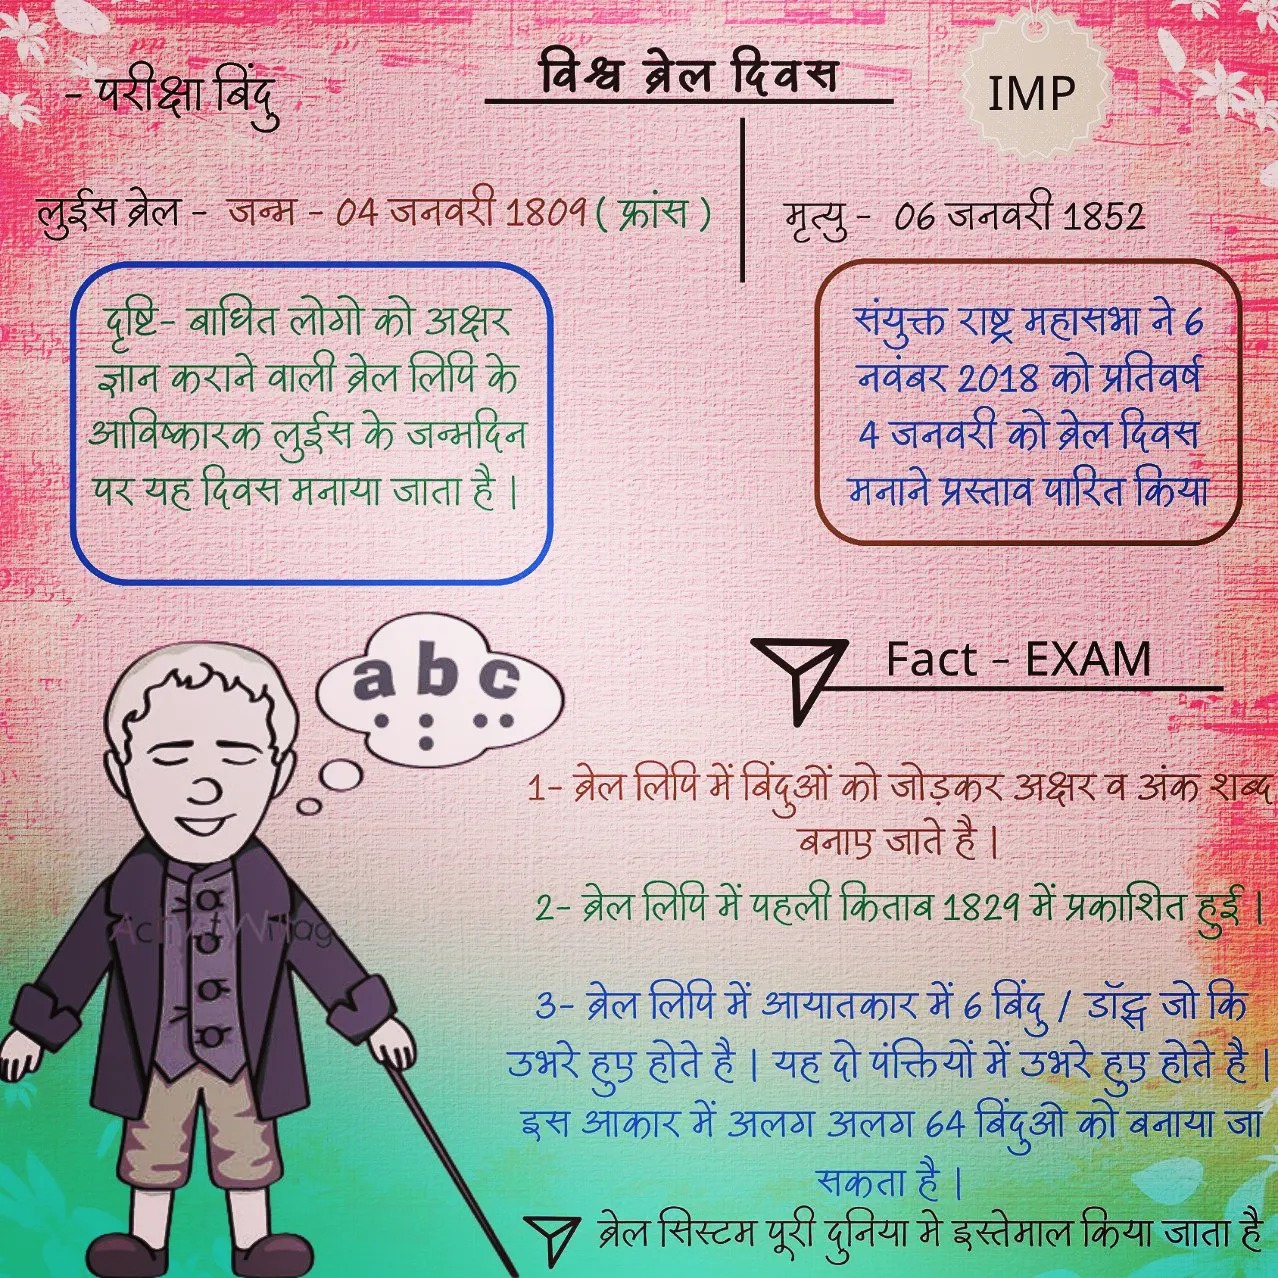 - परीक्षा बिंदु
विश्व ब्रेल दिवस
IMP
लुईस ब्रेल - जन्म - 04 जनवरी 1809 ( फ्रांस )
मृत्यु - 06 जनवरी 1852
दृष्टि- बाधित लोगो को अक्षर
ज्ञान कराने वाली ब्रेल लिपि के
आविष्कारक लुईस के जन्मदिन
पर यह दिवस मनाया जाता है |
संयुक्त राष्ट्र महासभा ने 6
नवंबर 2018 को प्रतिवर्ष
4 जनवरी को ब्रेल दिवस
मनाने प्रस्ताव पारित किया
a b c
Fact - EXAM
1- ब्रेल लिपि में बिंदुओं को जोड़कर अक्षर व अंक शब्द
बनाए जाते है |
2- ब्रेल लिपि में पहली किताब 1829 में प्रकाशित हुई |
3- ब्रेल लिपि में आयातकार में 6 बिंदु / डॉट्स जो कि
उभरे हुए होते है | यह दो पंक्तियों में उभरे हुए होते है |
इस आकार में अलग अलग 64 बिंदुओ को बनाया जा
सकता है |
ब्रेल सिस्टम पूरी दुनिया मे इस्तेमाल किया जाता है